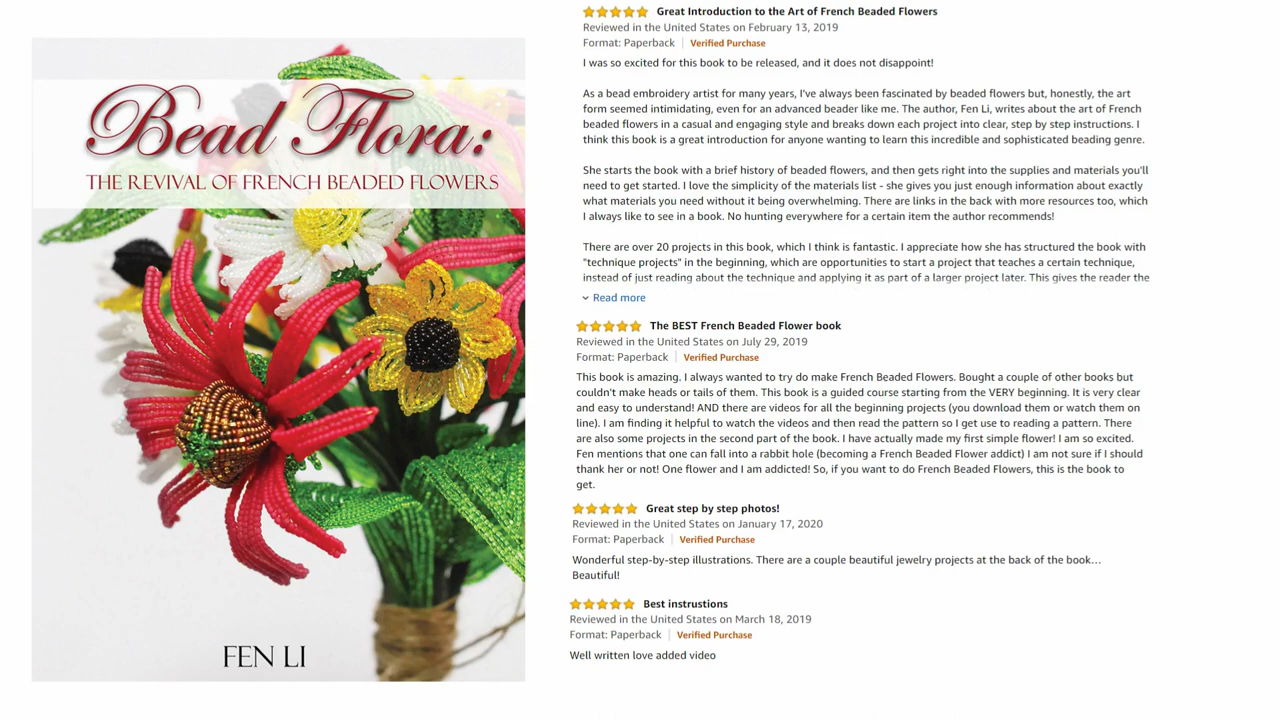 Bead Flora:
THE REVIVAL OF FRENCH BEADED FLOWERS
FEN LI
Great Introduction to the Art of French Beaded Flowers
Reviewed in the United States on February 13, 2019
Format: Paperback | Verified Purchase
I was so excited for this book to be released, and it does not disappoint!
As a bead embroidery artist for many years, I've always been fascinated by beaded flowers but, honestly, the art
form seemed intimidating, even for an advanced beader like me. The author, Fen Li, writes about the art of French
beaded flowers in a casual and engaging style and breaks down each project into clear, step by step instructions. I
think this book is a great introduction for anyone wanting to learn this incredible and sophisticated beading genre.
She starts the book with a brief history of beaded flowers, and then gets right into the supplies and materials you'll
need to get started. I love the simplicity of the materials list - she gives you just enough information about exactly
what materials you need without it being overwhelming. There are links in the back with more resources too, which
I always like to see in a book. No hunting everywhere for a certain item the author recommends!
There are over 20 projects in this book, which I think is fantastic. I appreciate how she has structured the book with
"technique projects" in the beginning, which are opportunities to start a project that teaches a certain technique,
instead of just reading about the technique and applying it as part of a larger project later. This gives the reader the
Read more
The BEST French Beaded Flower book
Reviewed in the United States on July 29, 2019
Format: Paperback | Verified Purchase
This book is amazing. I always wanted to try do make French Beaded Flowers. Bought a couple of other books but
couldn't make heads or tails of them. This book is a guided course starting from the VERY beginning. It is very clear
and easy to understand! AND there are videos for all the beginning projects (you download them or watch them on
line). I am finding it helpful to watch the videos and then read the pattern so I get use to reading a pattern. There
are also some projects in the second part of the book. I have actually made my first simple flower! I am so excited.
Fen mentions that one can fall into a rabbit hole (becoming a French Beaded Flower addict) I am not sure if I should
thank her or not! One flower and I am addicted! So, if you want to do French Beaded Flowers, this is the book to
get.
Great step by step photos!
Reviewed in the United States on January 17, 2020
Format: Paperback | Verified Purchase
Wonderful step-by-step illustrations. There are a couple beautiful jewelry projects at the back of the book...
Beautiful!
Best instrustions
Reviewed in the United States on March 18, 2019
Format: Paperback | Verified Purchase
Well written love added video